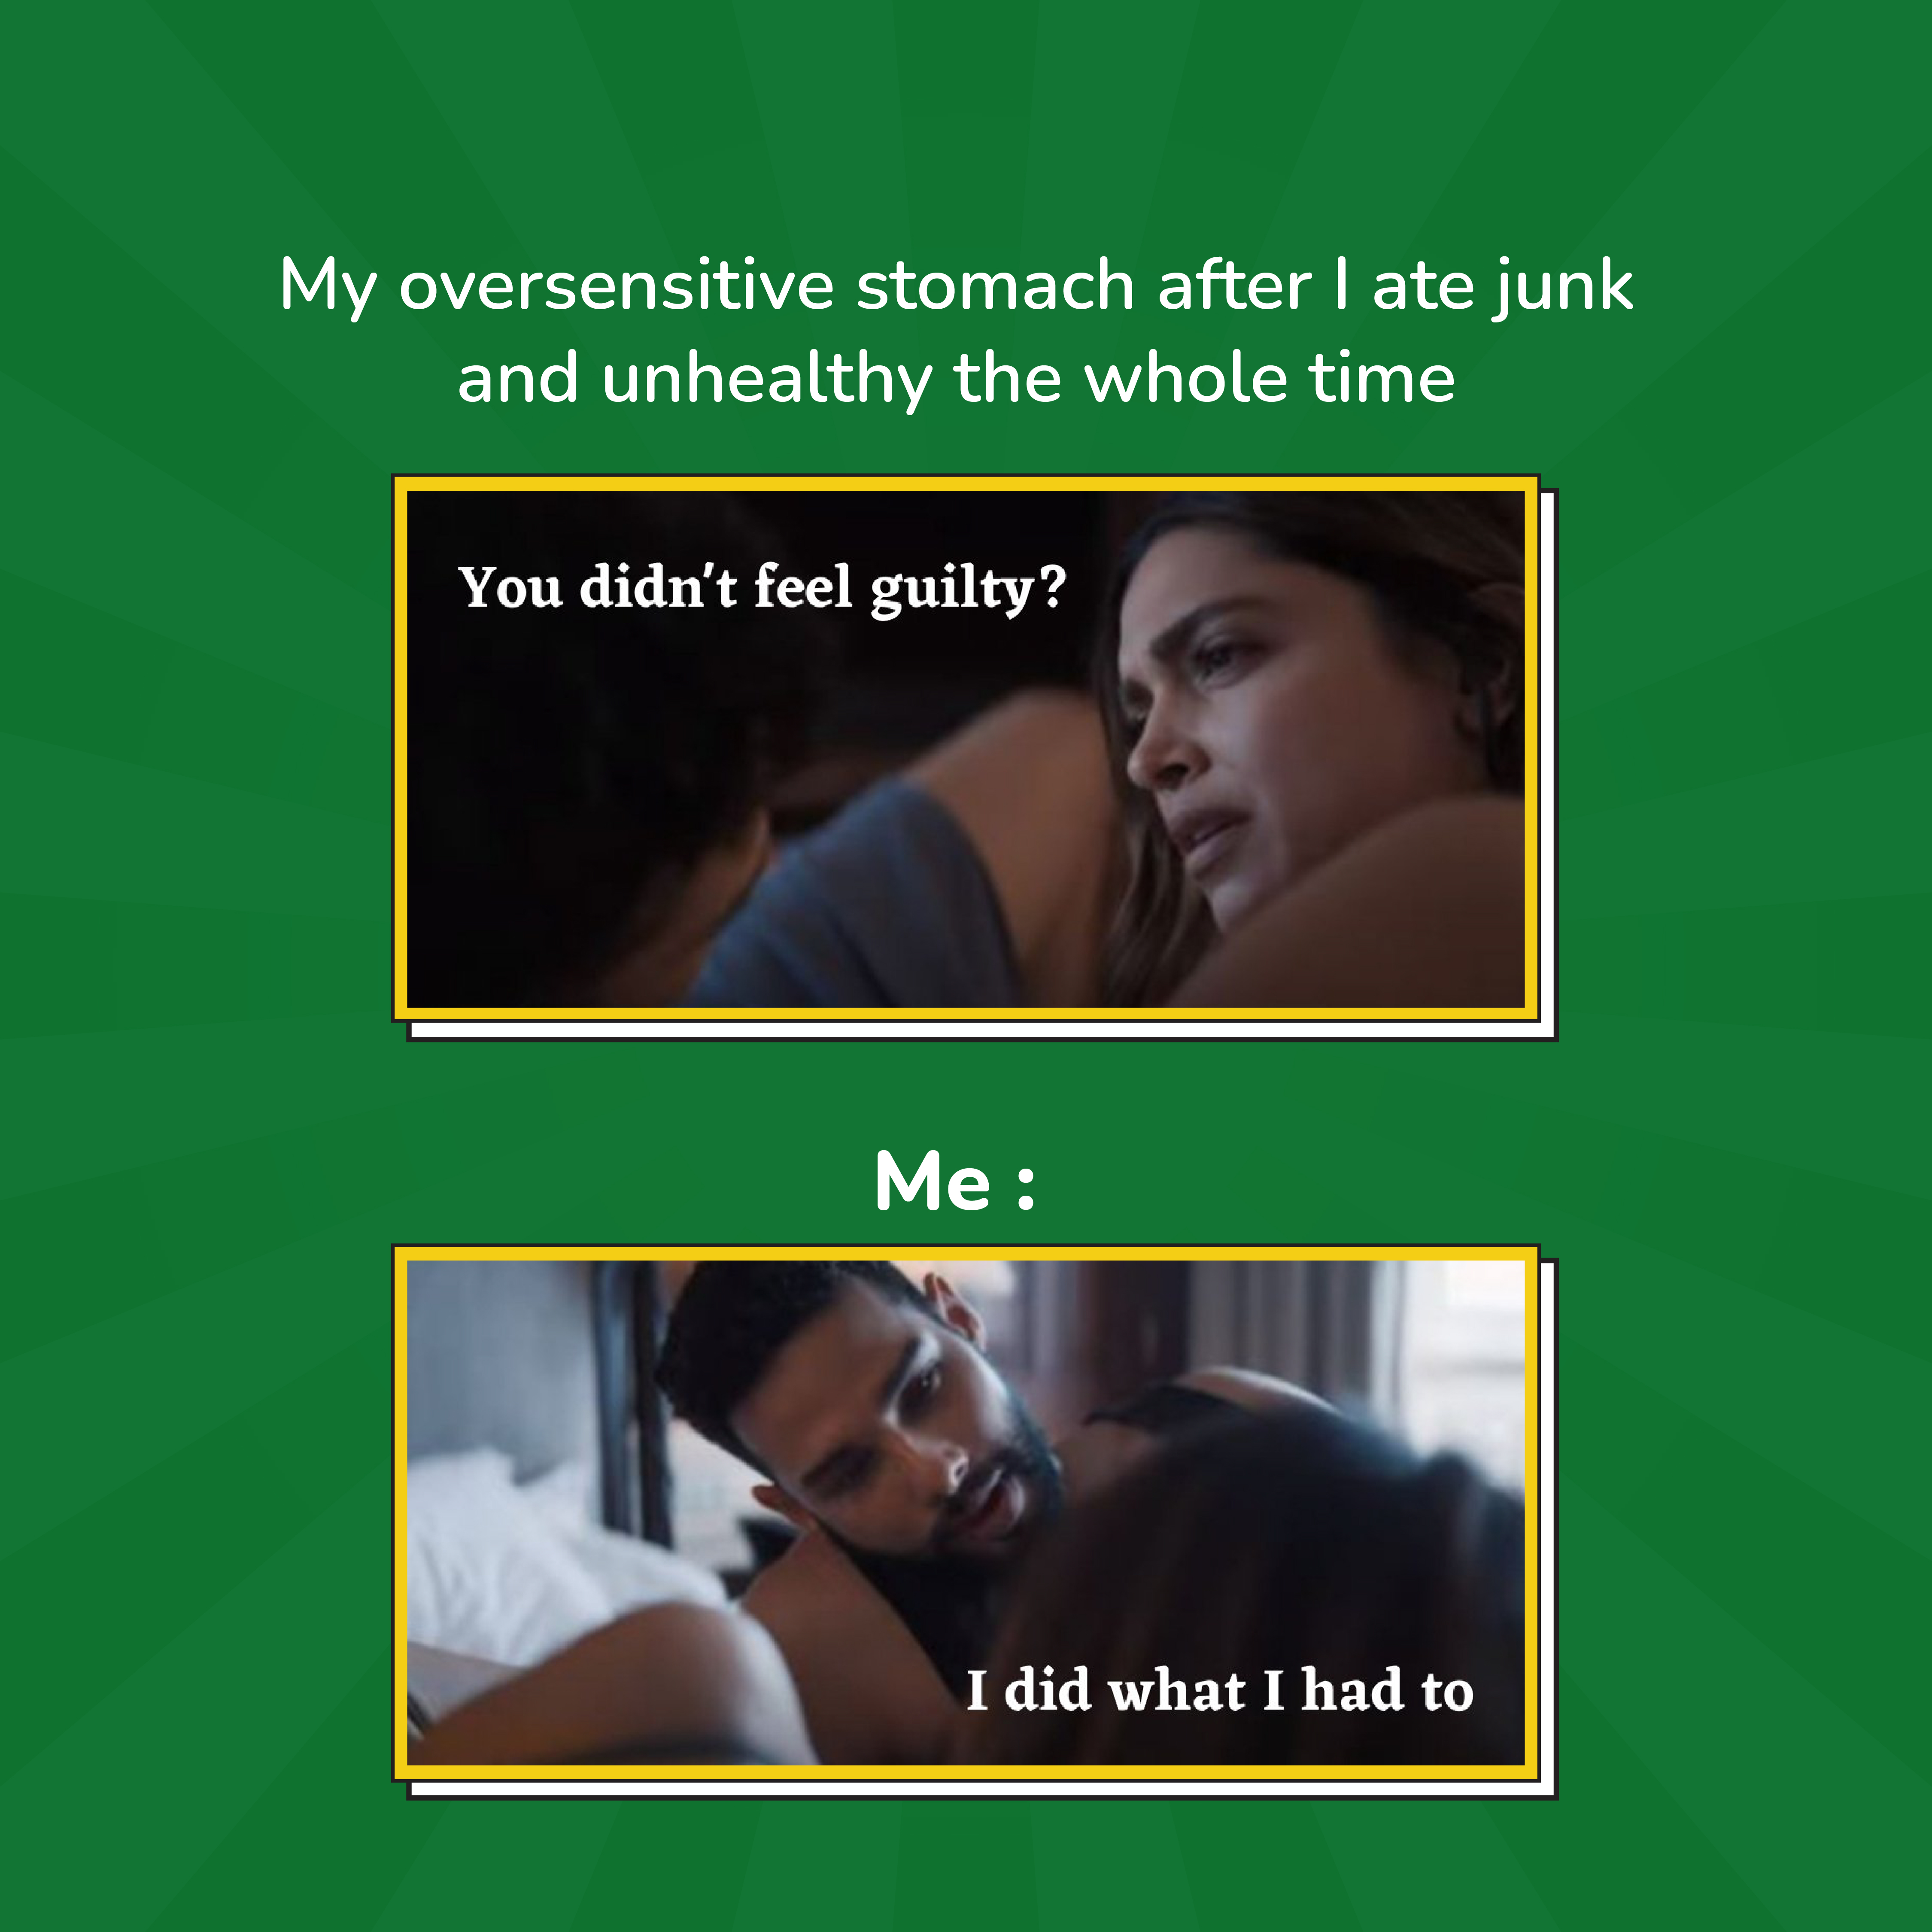 My oversensitive stomach after I ate junk
and unhealthy the whole time
You didn't feel guilty?
Me :
I did what I had to